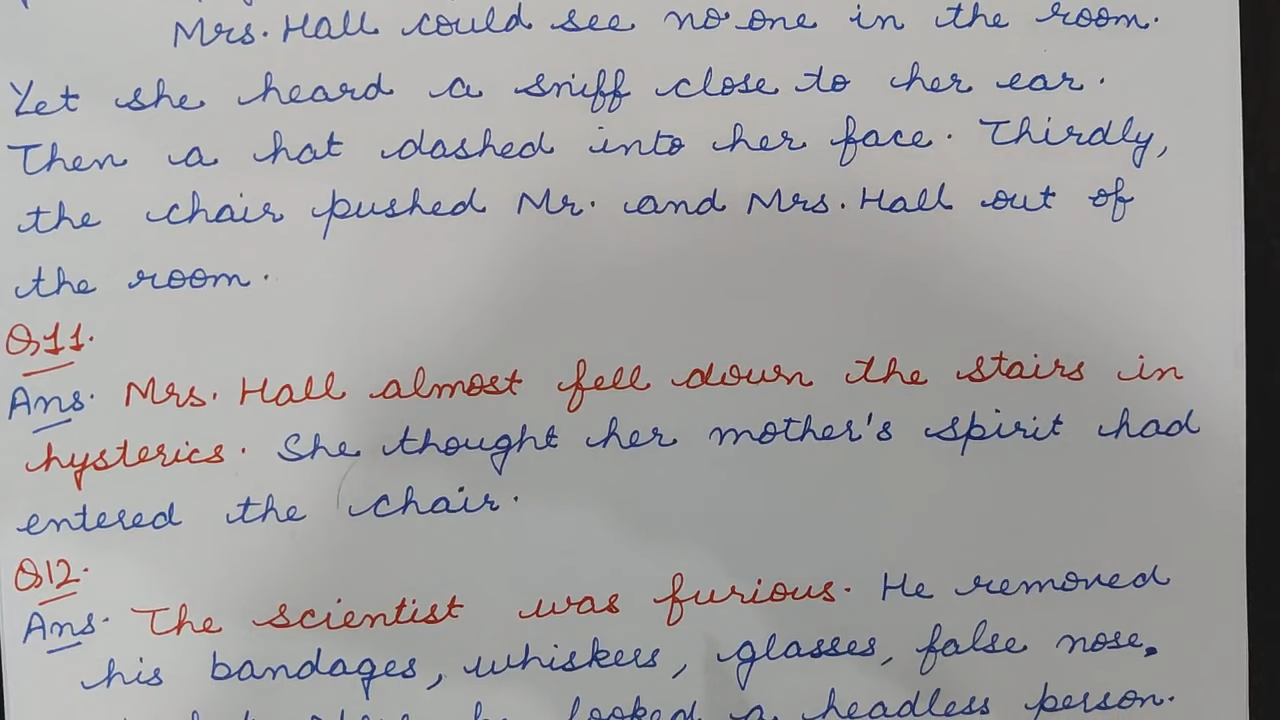 Mrs. Hall could see no one in the room.
Yet she heard a sniff close to her ear.
Then a hat dashed into her face. Thirdly,
the chair pushed Mr. and Mrs. Hall out of
the room.
Q11.
Ans. Mrs. Hall almost fell down the stairs in
hysterics. She thought her mother's spirit had
entered the chair.
Q12.
Ans. The scientist was furious. He removed
his bandages, whiskers, glasses, false nose.
he looked a headless person.